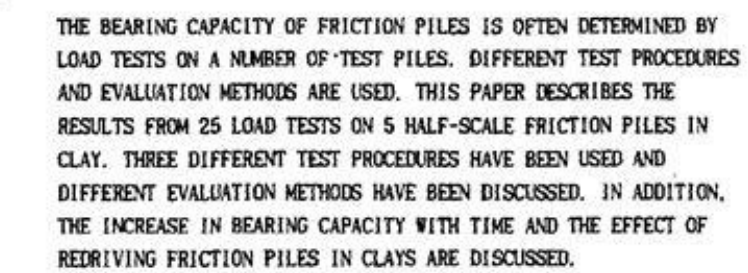 THE BEARING CAPACITY OF FRICTION PILES IS OFTEN DETERMINED BY
LOAD TESTS ON A NUMBER OF TEST PILES. DIFFERENT TEST PROCEDURES
AND EVALUATION METHODS ARE USED. THIS PAPER DESCRIBES THE
RESULTS FROM 25 LOAD TESTS ON 5 HALF-SCALE FRICTION PILES IN
CLAY. THREE DIFFERENT TEST PROCEDURES HAVE BEEN USED AND
DIFFERENT EVALUATION METHODS HAVE BEEN DISCUSSED. IN ADDITION,
THE INCREASE IN BEARING CAPACITY WITH TIME AND THE EFFECT OF
REDRIVING FRICTION PILES IN CLAYS ARE DISCUSSED.